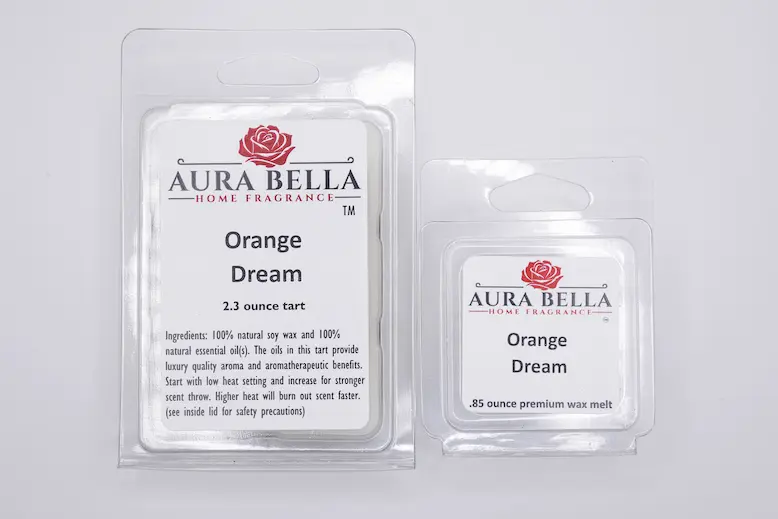 AURA BELLA
HOME FRAGRANCE
TM
Orange
Dream
2.3 ounce tart
Ingredients: 100% natural soy wax and 100%
natural essential oil(s). The oils in this tart provide
luxury quality aroma and aromatherapeutic benefits.
Start with low heat setting and increase for stronger
scent throw. Higher heat will burn out scent faster.
(see inside lid for safety precautions)
AURA BELLA
HOME FRAGRANCE
Orange
Dream
.85 ounce premium wax melt